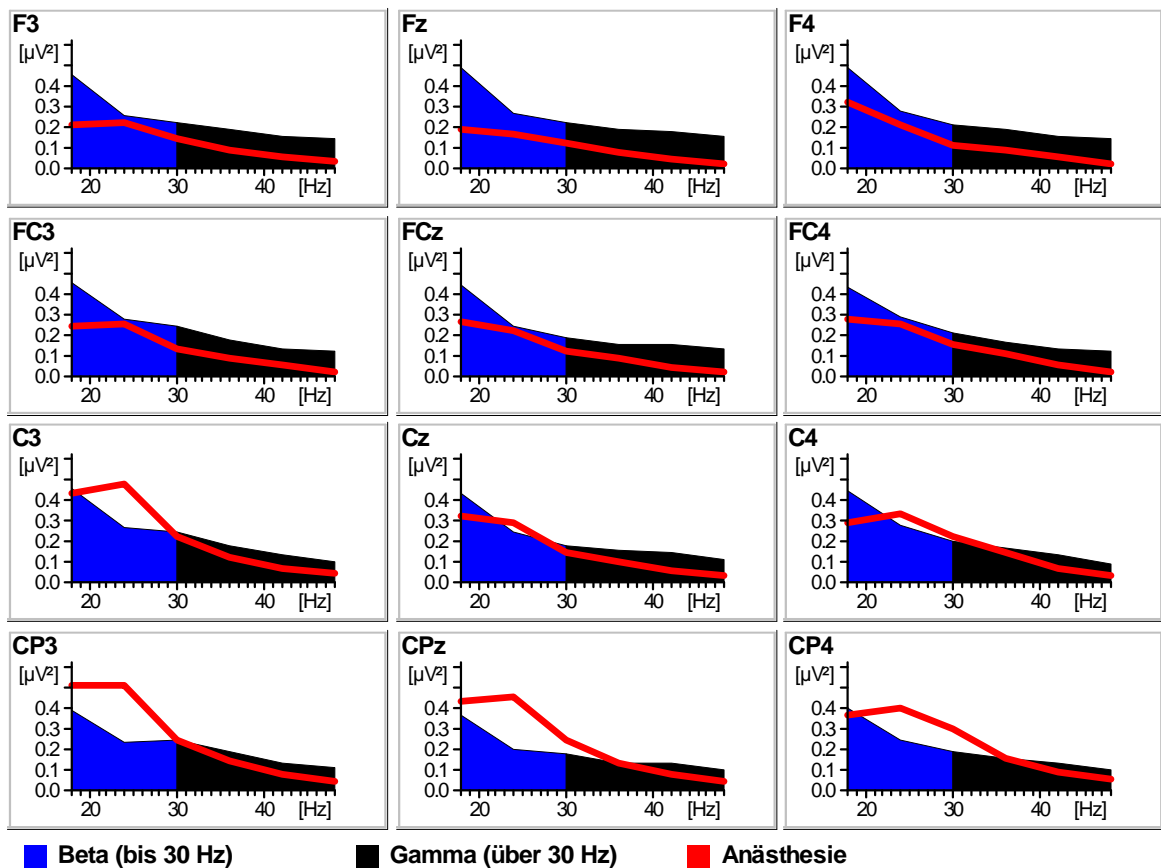 F3 Fz F4
[µV²] [µV²] [µV²]
0.4 0.4 0.4
0.3 0.3 0.3
0.2 0.2 0.2
0.1 0.1 0.1
0.0 0.0 0.0
20 30 40 [Hz] 20 30 40 [Hz] 20 30 40 [Hz]
FC3 FCz FC4
[µV²] [µV²] [µV²]
0.4 0.4 0.4
0.3 0.3 0.3
0.2 0.2 0.2
0.1 0.1 0.1
0.0 0.0 0.0
20 30 40 [Hz] 20 30 40 [Hz] 20 30 40 [Hz]
C3 Cz C4
[µV²] [µV²] [µV²]
0.4 0.4 0.4
0.3 0.3 0.3
0.2 0.2 0.2
0.1 0.1 0.1
0.0 0.0 0.0
20 30 40 [Hz] 20 30 40 [Hz] 20 30 40 [Hz]
CP3 CPz CP4
[µV²] [µV²] [µV²]
0.4 0.4 0.4
0.3 0.3 0.3
0.2 0.2 0.2
0.1 0.1 0.1
0.0 0.0 0.0
20 30 40 [Hz] 20 30 40 [Hz] 20 30 40 [Hz]
Beta (bis 30 Hz) Gamma (über 30 Hz) Anästhesie